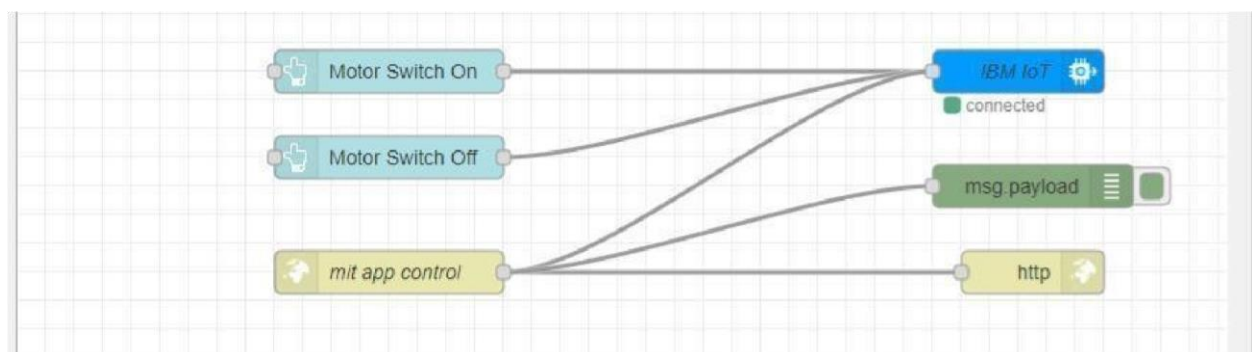 Motor Switch On
IBM IoT
connected
Motor Switch Off
msg.payload
mit app control
http